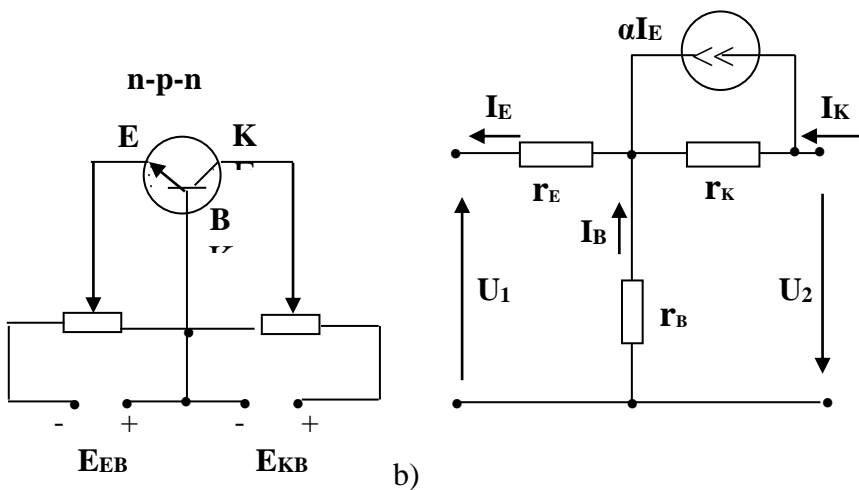 n-p-n
E K
B
- + - +
EEB EKB
b)
αIE
IE IK
rE rK
IB
U1 U2
rB